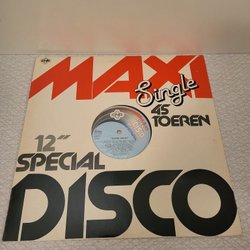 MAXI
Single
45
TOEREN
12"
SPECIAL
DISCO